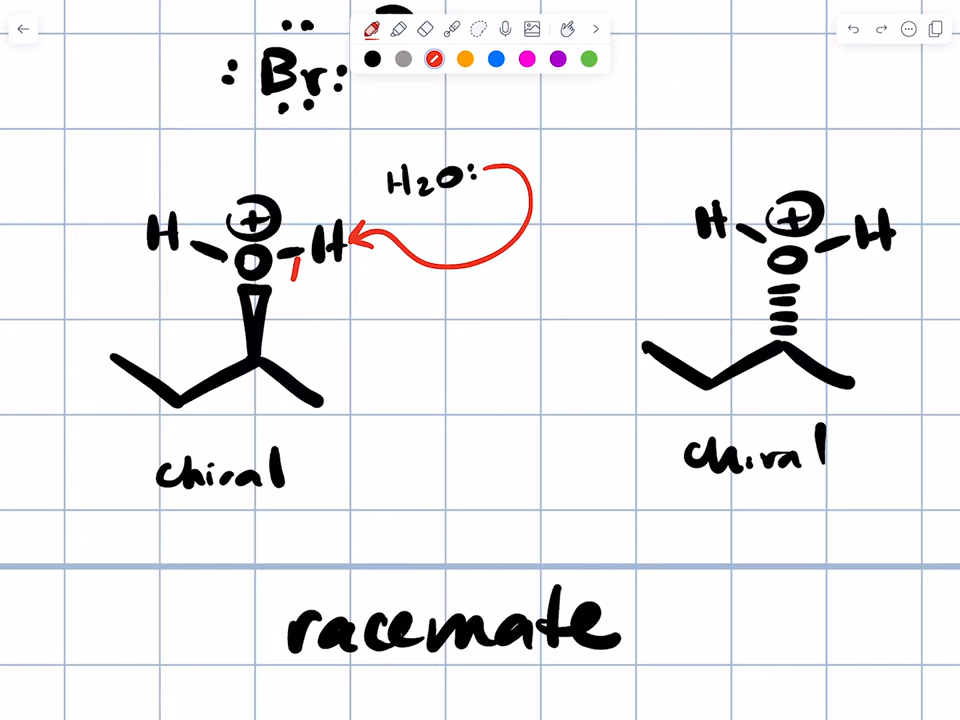 :Br:
H₂O:
H ⊕ H
O
H ⊕ H
O
chiral
chiral
racemate